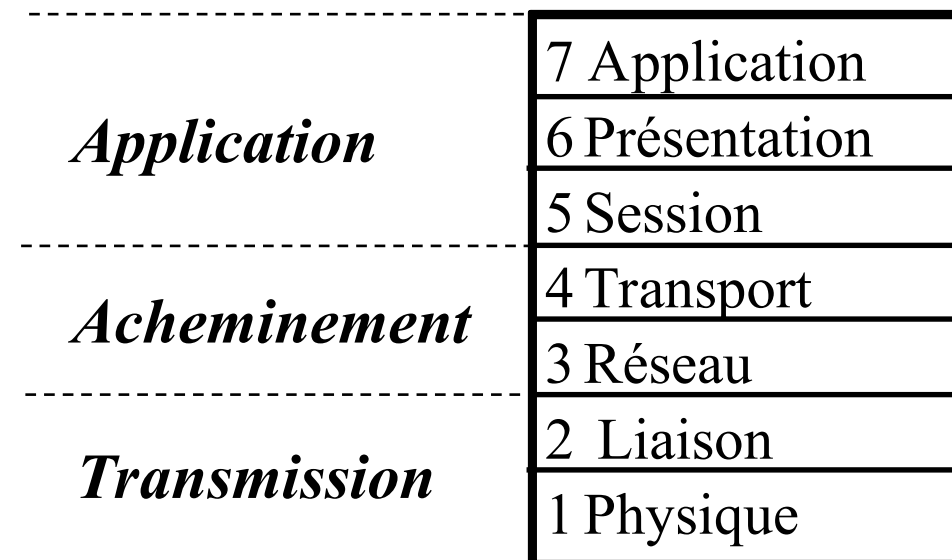 Application
7 Application
6 Présentation
5 Session
Acheminement
4 Transport
3 Réseau
Transmission
2 Liaison
1 Physique